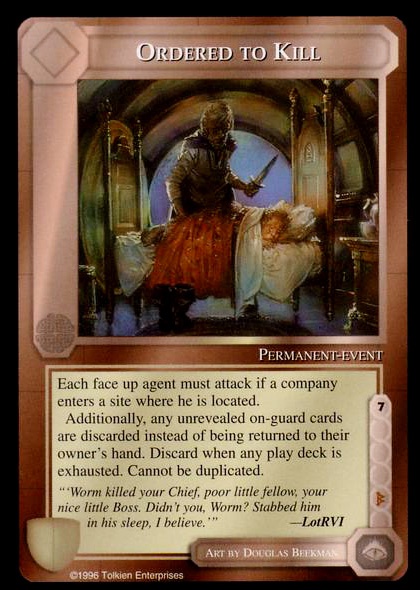 ORDERED TO KILL
PERMANENT-EVENT
Each face up agent must attack if a company
enters a site where he is located.
Additionally, any unrevealed on-guard cards
are discarded instead of being returned to their
owner's hand. Discard when any play deck is
exhausted. Cannot be duplicated.
7
"'Worm killed your Chief, poor little fellow, your
nice little Boss. Didn't you, Worm? Stabbed him
in his sleep, I believe.'" —LotRVI
ART BY DOUGLAS BEEKMAN
©1996 Tolkien Enterprises